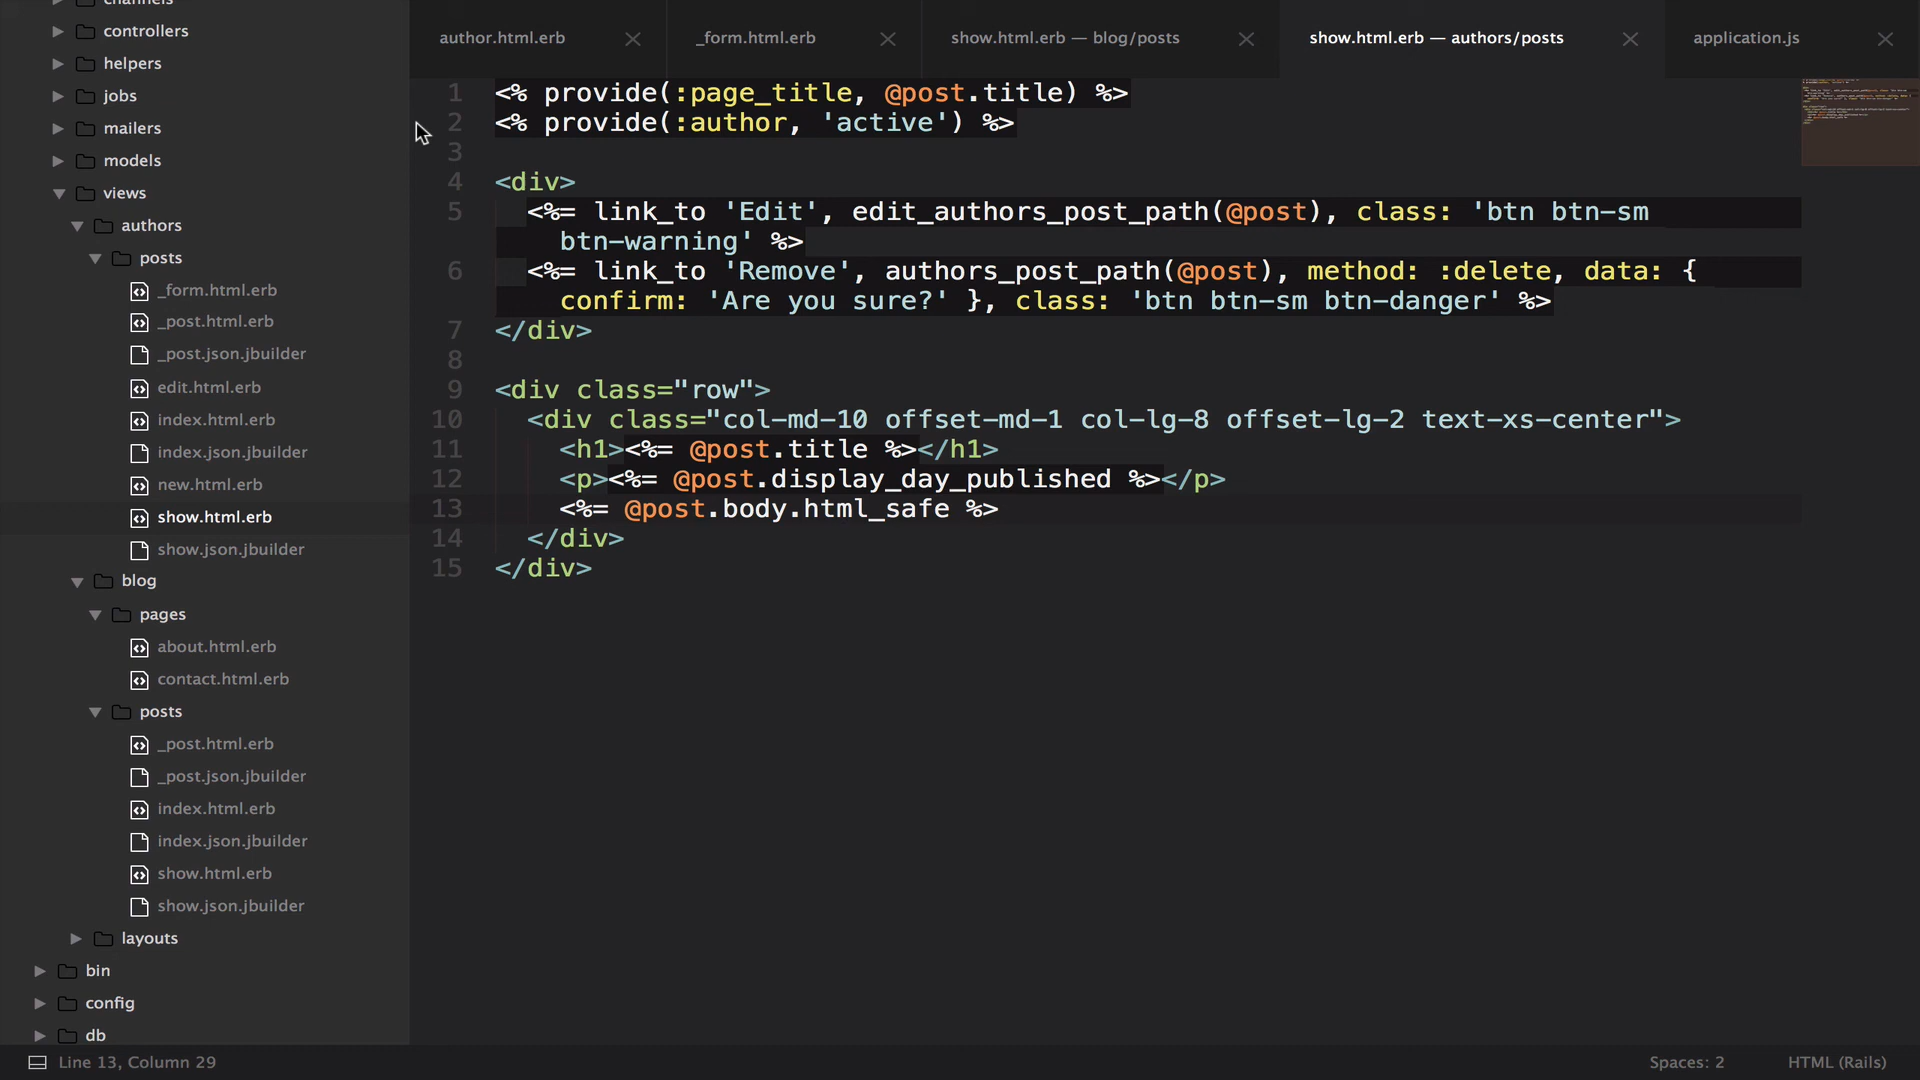 channels
controllers
helpers
jobs
mailers
models
views
authors
posts
_form.html.erb
_post.html.erb
_post.json.jbuilder
edit.html.erb
index.html.erb
index.json.jbuilder
new.html.erb
show.html.erb
show.json.jbuilder
blog
pages
about.html.erb
contact.html.erb
posts
_post.html.erb
_post.json.jbuilder
index.html.erb
index.json.jbuilder
show.html.erb
show.json.jbuilder
layouts
bin
config
db
author.html.erb
_form.html.erb
show.html.erb — blog/posts
show.html.erb — authors/posts
application.js
1 <% provide(:page_title, @post.title) %>
2 <% provide(:author, 'active') %>
3
4 <div>
5 <%= link_to 'Edit', edit_authors_post_path(@post), class: 'btn btn-sm
btn-warning' %>
6 <%= link_to 'Remove', authors_post_path(@post), method: :delete, data: {
confirm: 'Are you sure?' }, class: 'btn btn-sm btn-danger' %>
7 </div>
8
9 <div class="row">
10 <div class="col-md-10 offset-md-1 col-lg-8 offset-lg-2 text-xs-center">
11 <h1><%= @post.title %></h1>
12 <p><%= @post.display_day_published %></p>
13 <%= @post.body.html_safe %>
14 </div>
15 </div>
Line 13, Column 29
Spaces: 2
HTML (Rails)